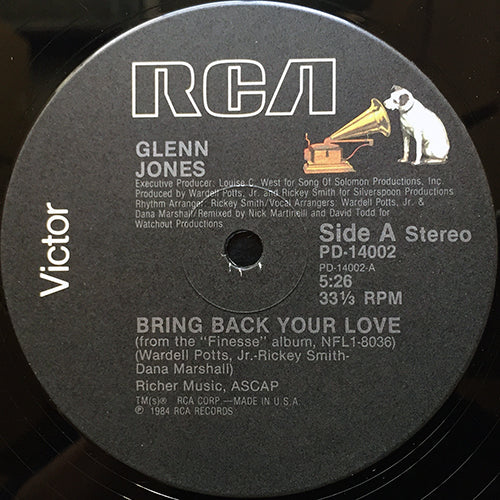 RCA
GLENN
JONES
Executive Producer: Louise C. West for Song Of Solomon Productions, Inc.
Produced by Wardell Potts, Jr. and Rickey Smith for Silverspoon Productions
Rhythm Arranger: Rickey Smith/Vocal Arrangers: Wardell Potts, Jr. &
Dana Marshall/Remixed by Nick Martinelli and David Todd for
Watchout Productions
Victor
Side A Stereo
PD-14002
PD-14002-A
5:26
33⅓ RPM
BRING BACK YOUR LOVE
(from the "Finesse" album, NFL1-8036)
(Wardell Potts, Jr.-Rickey Smith-
Dana Marshall)
Richer Music, ASCAP
TM(s)® RCA CORP.—MADE IN U.S.A.
℗ 1984 RCA RECORDS